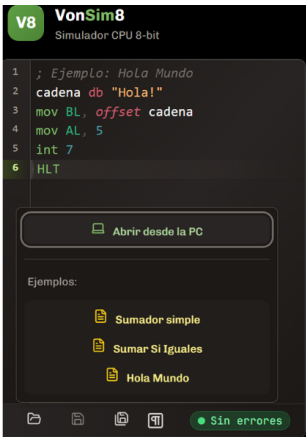 V8
VonSim8
Simulador CPU 8-bit
1 ; Ejemplo: Hola Mundo
2 cadena db "Hola!"
3 mov BL, offset cadena
4 mov AL, 5
5 int 7
6 HLT
Abrir desde la PC
Ejemplos:
Sumador simple
Sumar Si Iguales
Hola Mundo
Sin errores